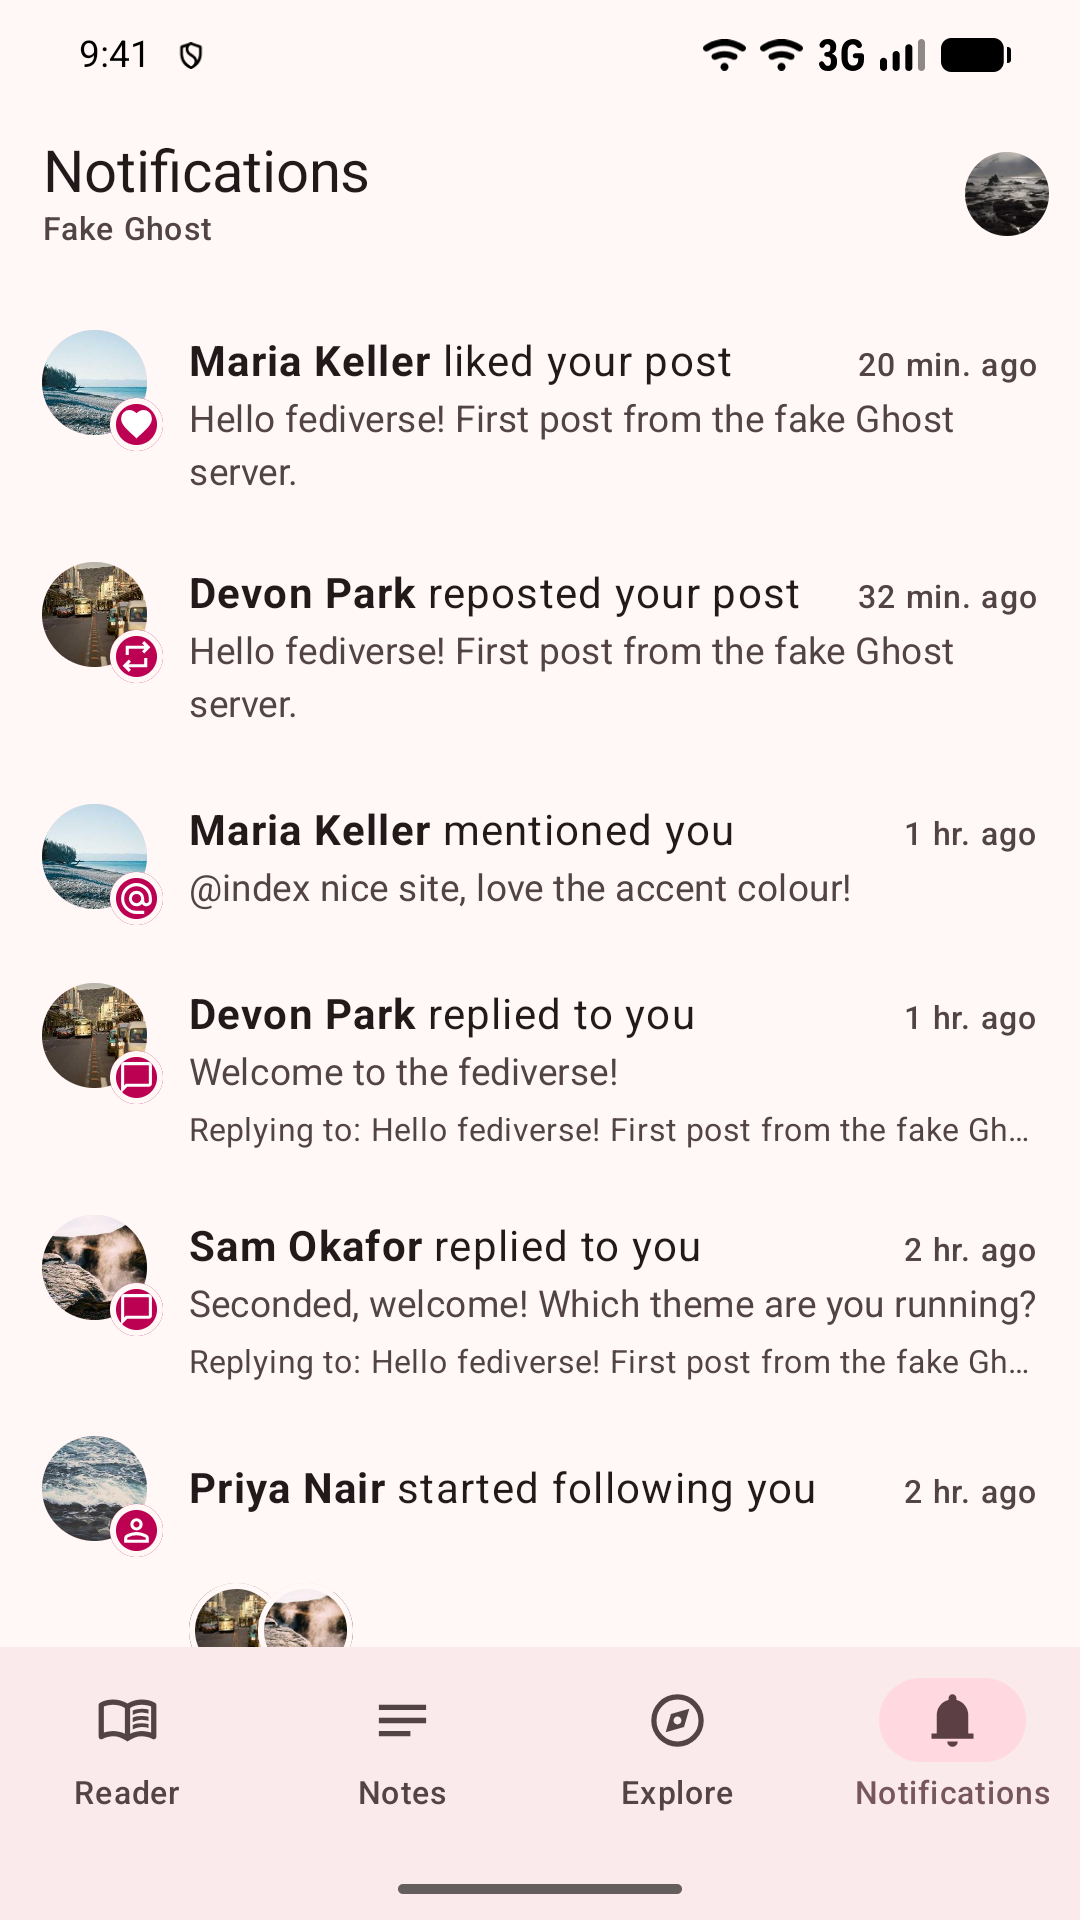 9:41
3G
Notifications
Fake Ghost
Maria Keller liked your post
20 min. ago
Hello fediverse! First post from the fake Ghost
server.
Devon Park reposted your post
32 min. ago
Hello fediverse! First post from the fake Ghost
server.
Maria Keller mentioned you
1 hr. ago
@index nice site, love the accent colour!
Devon Park replied to you
1 hr. ago
Welcome to the fediverse!
Replying to: Hello fediverse! First post from the fake Gh…
Sam Okafor replied to you
2 hr. ago
Seconded, welcome! Which theme are you running?
Replying to: Hello fediverse! First post from the fake Gh…
Priya Nair started following you
2 hr. ago
Reader
Notes
Explore
Notifications